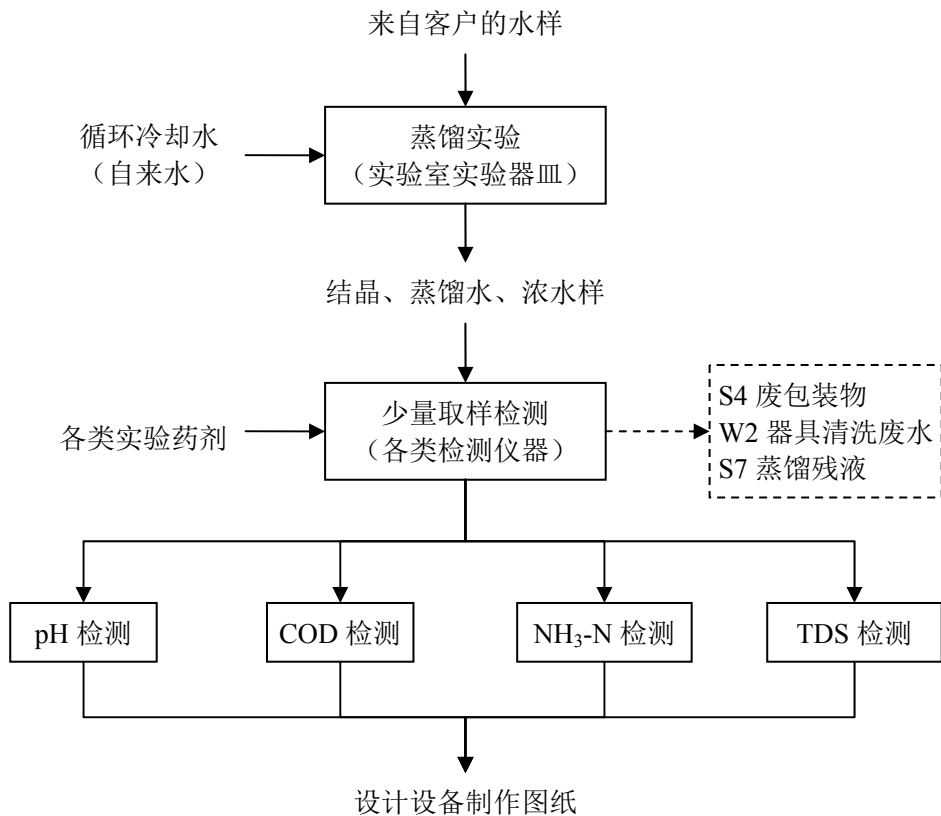 来自客户的水样
循环冷却水
（自来水）
蒸馏实验
（实验室实验器皿）
结晶、蒸馏水、浓水样
各类实验药剂
少量取样检测
（各类检测仪器）
S4 废包装物
W2 器具清洗废水
S7 蒸馏残液
pH 检测
COD 检测
NH₃-N 检测
TDS 检测
设计设备制作图纸